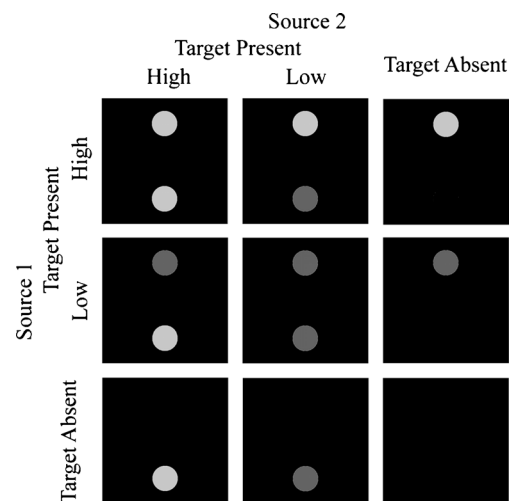 Source 2
Target Present
Target Absent
High
Low
Source 1
Target Present
High
Low
Target Absent